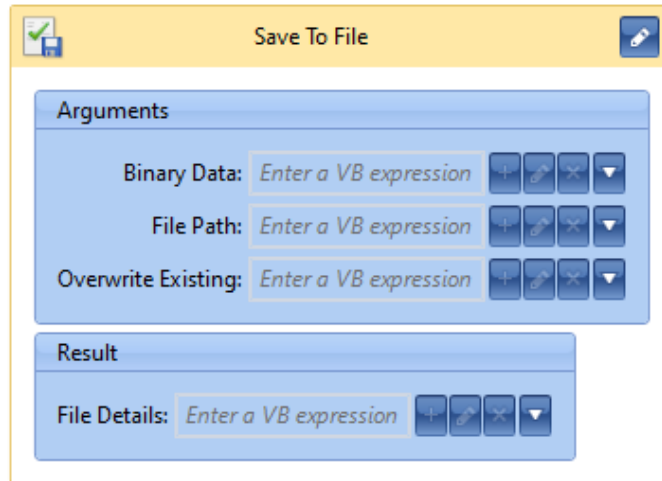 Save To File
Arguments
Binary Data: Enter a VB expression
File Path: Enter a VB expression
Overwrite Existing: Enter a VB expression
Result
File Details: Enter a VB expression